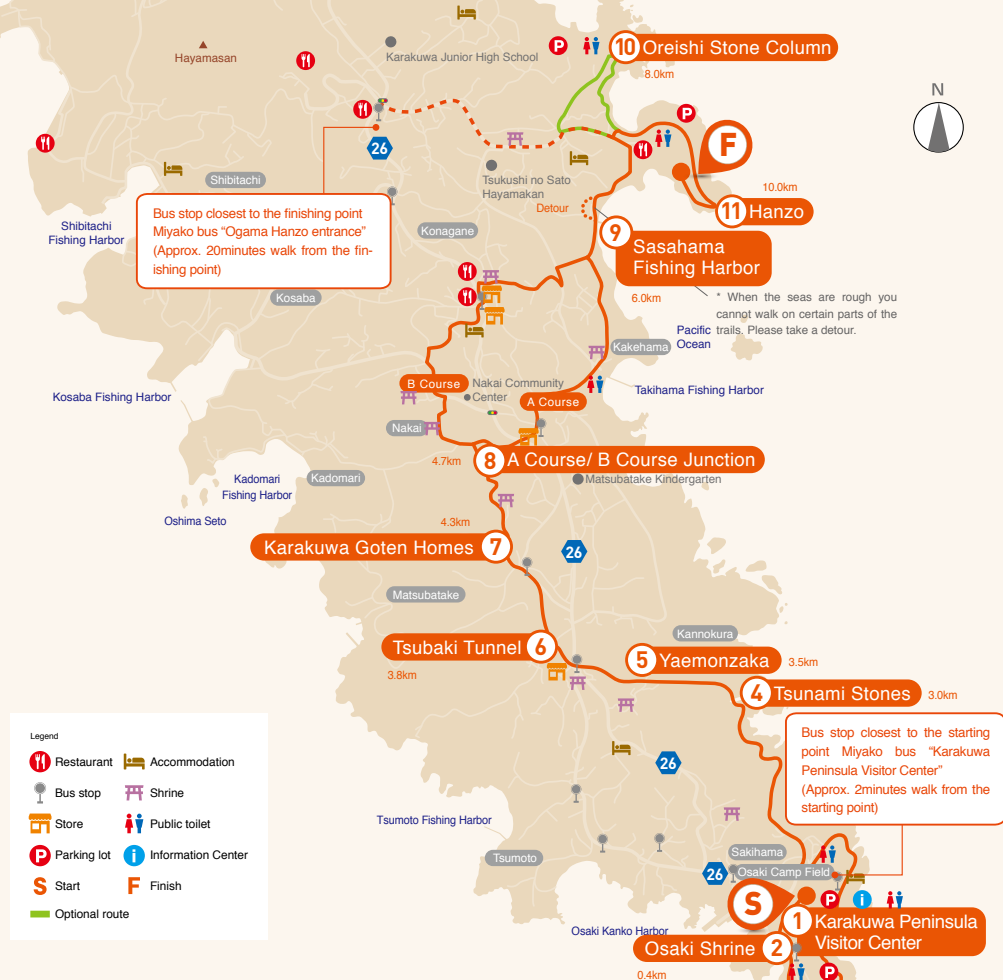 10 Oreishi Stone Column
8.0km
Hayamasan
Karakuwa Junior High School
N
26
F
10.0km
11 Hanzo
Tsukushi no Sato
Hayamakan
Shibitachi
Detour
Bus stop closest to the finishing point
Miyako bus “Ogama Hanzo entrance”
(Approx. 20minutes walk from the fin-
ishing point)
Shibitachi
Fishing Harbor
Konagane
9 Sasahama
Fishing Harbor
6.0km
* When the seas are rough you
cannot walk on certain parts of the
trails. Please take a detour.
Kosaba
Pacific
Ocean
Kakehama
Kosaba Fishing Harbor
B Course
Nakai Community
Center
A Course
Takihama Fishing Harbor
Nakai
4.7km
8 A Course/ B Course Junction
Kadomari
Fishing Harbor
Kadomari
Matsubatake Kindergarten
Oshima Seto
4.3km
Karakuwa Goten Homes 7
26
Matsubatake
Kannokura
Tsubaki Tunnel 6
3.8km
5 Yaemonzaka
3.5km
4 Tsunami Stones
3.0km
Bus stop closest to the starting
point Miyako bus “Karakuwa
Peninsula Visitor Center”
(Approx. 2minutes walk from the
starting point)
26
Legend
Restaurant
Accommodation
Bus stop
Shrine
Store
Public toilet
P Parking lot
i Information Center
S Start
F Finish
Optional route
Tsumoto Fishing Harbor
Tsumoto
Sakihama
26
Osaki Camp Field
S
P
i
1 Karakuwa Peninsula
Visitor Center
Osaki Kanko Harbor
Osaki Shrine 2
0.4km
P
P
P